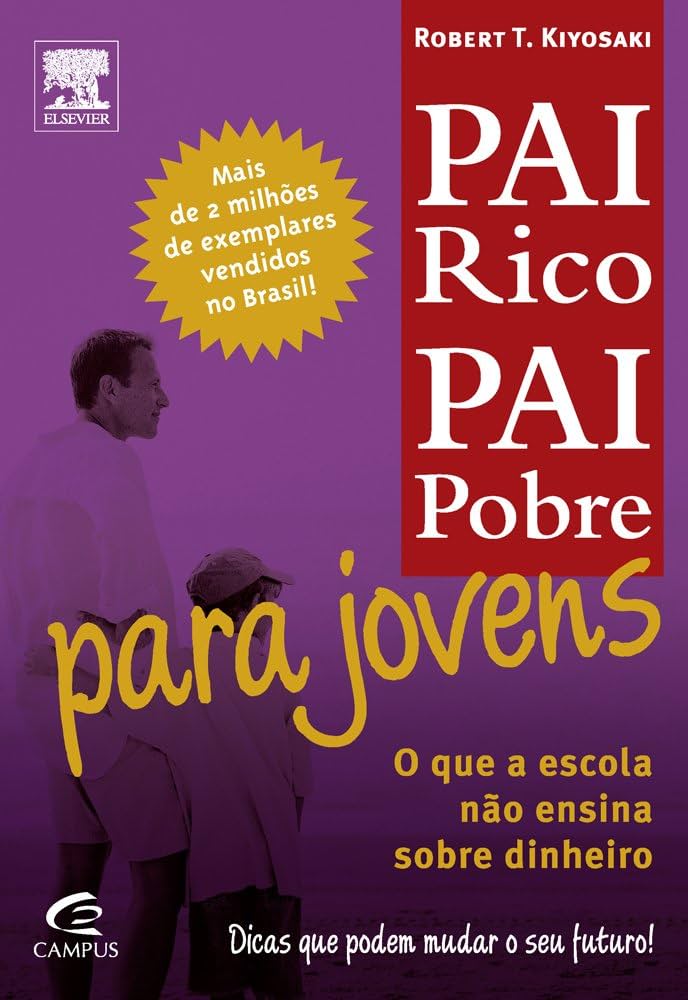 ELSEVIER
ROBERT T. KIYOSAKI
PAI
RICO
PAI
Pobre
para jovens
Mais
de 2 milhões
de exemplares
vendidos
no Brasil!
O que a escola
não ensina
sobre dinheiro
Dicas que podem mudar o seu futuro!
CAMPUS